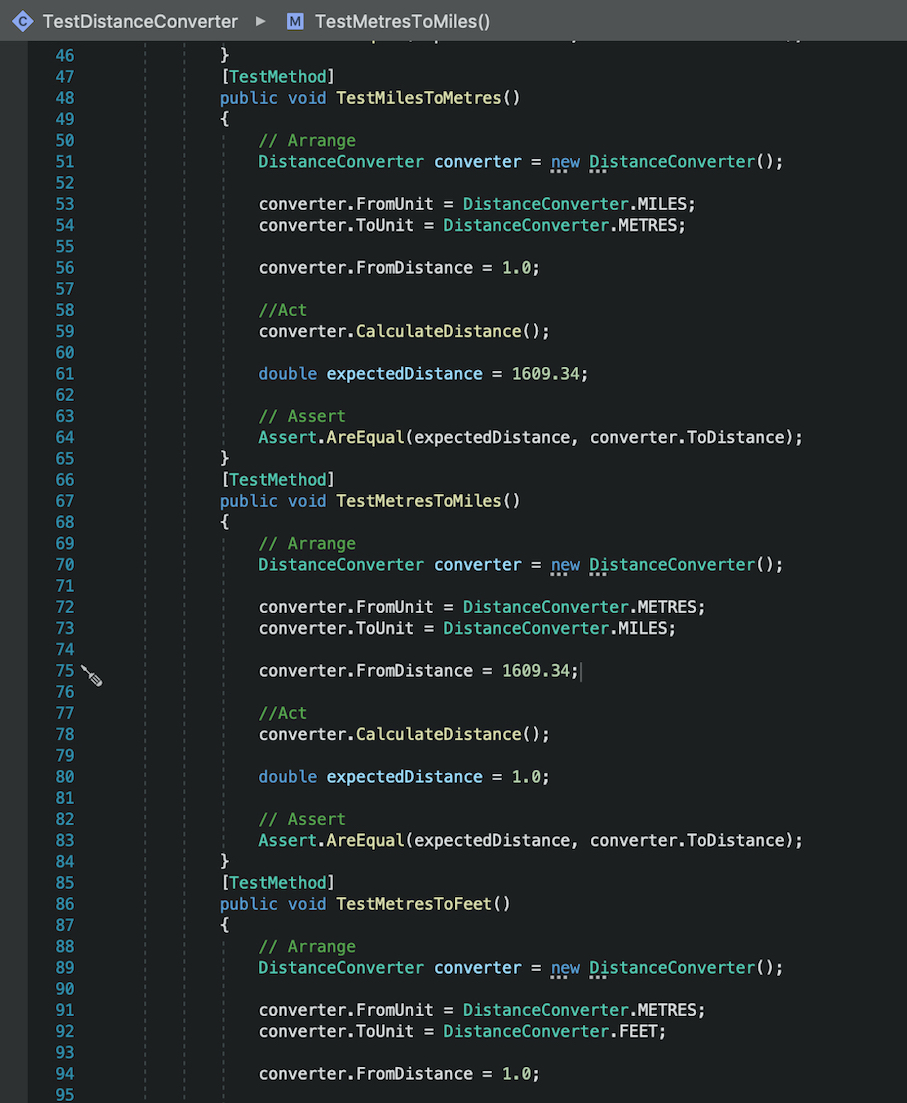 C TestDistanceConverter ▶ M TestMetresToMiles()
46 }
47 [TestMethod]
48 public void TestMilesToMetres()
49 {
50 // Arrange
51 DistanceConverter converter = new DistanceConverter();
52
53 converter.FromUnit = DistanceConverter.MILES;
54 converter.ToUnit = DistanceConverter.METRES;
55
56 converter.FromDistance = 1.0;
57
58 //Act
59 converter.CalculateDistance();
60
61 double expectedDistance = 1609.34;
62
63 // Assert
64 Assert.AreEqual(expectedDistance, converter.ToDistance);
65 }
66 [TestMethod]
67 public void TestMetresToMiles()
68 {
69 // Arrange
70 DistanceConverter converter = new DistanceConverter();
71
72 converter.FromUnit = DistanceConverter.METRES;
73 converter.ToUnit = DistanceConverter.MILES;
74
75 converter.FromDistance = 1609.34;
76
77 //Act
78 converter.CalculateDistance();
79
80 double expectedDistance = 1.0;
81
82 // Assert
83 Assert.AreEqual(expectedDistance, converter.ToDistance);
84 }
85 [TestMethod]
86 public void TestMetresToFeet()
87 {
88 // Arrange
89 DistanceConverter converter = new DistanceConverter();
90
91 converter.FromUnit = DistanceConverter.METRES;
92 converter.ToUnit = DistanceConverter.FEET;
93
94 converter.FromDistance = 1.0;
95